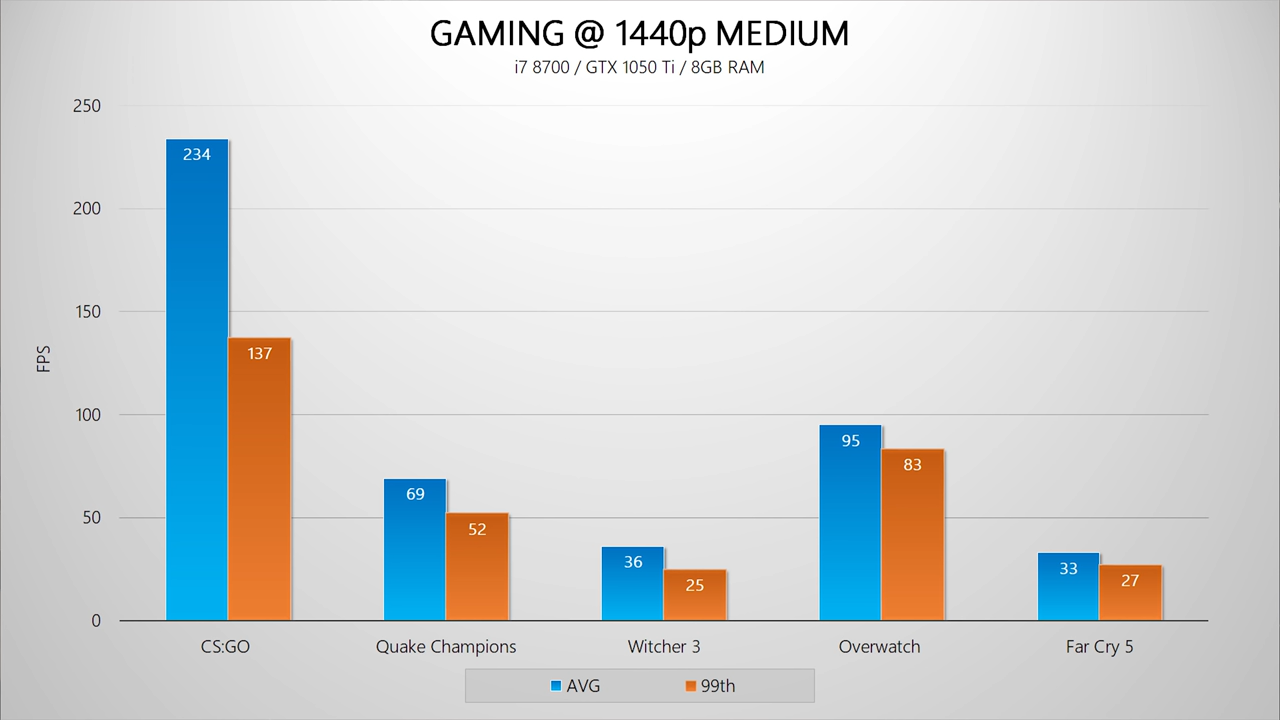 GAMING @ 1440p MEDIUM
i7 8700 / GTX 1050 Ti / 8GB RAM
250
200
150
100
50
0
FPS
234
137
69
52
36
25
95
83
33
27
CS:GO
Quake Champions
Witcher 3
Overwatch
Far Cry 5
AVG
99th